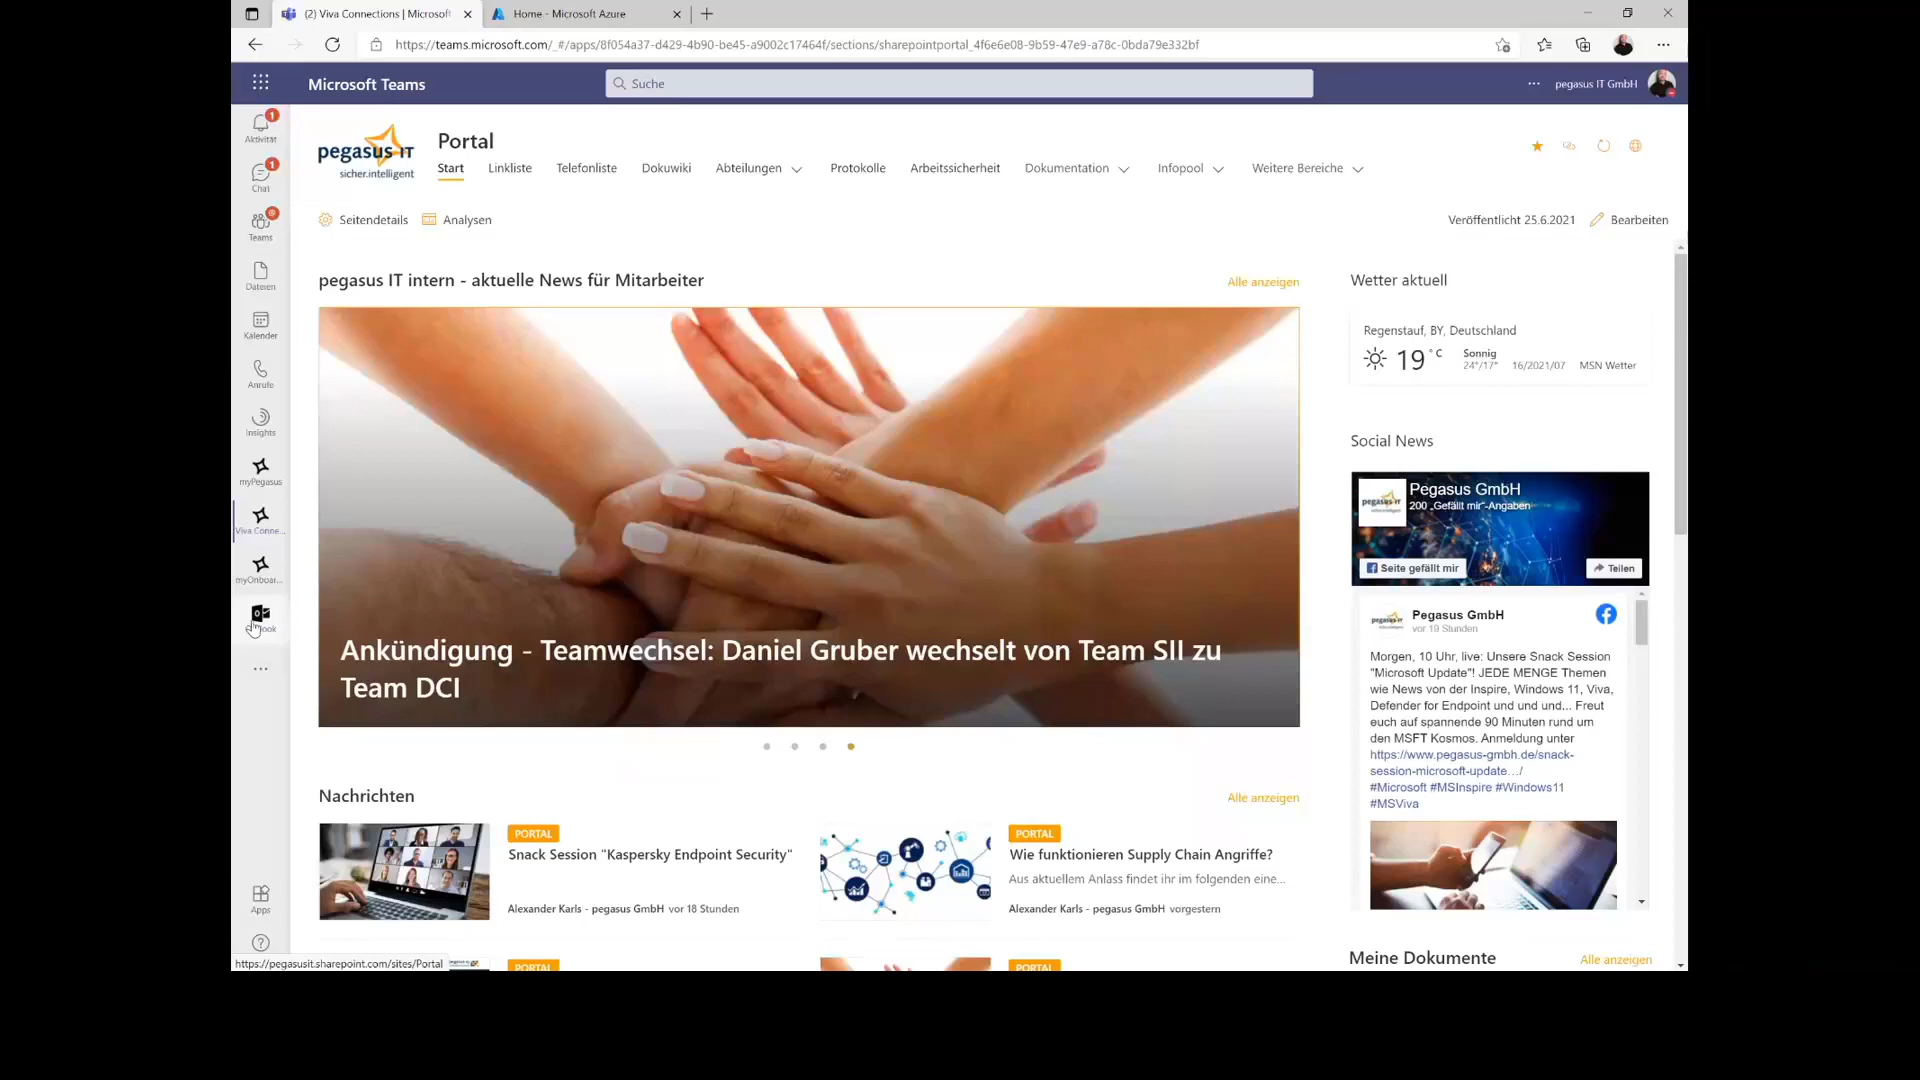 (2) Viva Connections | Microsoft
Home - Microsoft Azure
https://teams.microsoft.com/_#/apps/8f054a37-d429-4b90-be45-a9002c17464f/sections/sharepointportal_4f6e6e08-9b59-47e9-a78c-0bda79e332bf
Microsoft Teams
Suche
pegasus IT GmbH
1
Aktivität
1
Chat
@
Teams
Dateien
Kalender
Anrufe
Insights
myPegasus
Viva Conne...
myOnboar...
Apps
pegasus IT
sicher.intelligent
Portal
Start
Linkliste
Telefonliste
Dokuwiki
Abteilungen
Protokolle
Arbeitssicherheit
Dokumentation
Infopool
Weitere Bereiche
Seitendetails
Analysen
Veröffentlicht 25.6.2021
Bearbeiten
pegasus IT intern - aktuelle News für Mitarbeiter
Alle anzeigen
Ankündigung - Teamwechsel: Daniel Gruber wechselt von Team SII zu
Team DCI
Nachrichten
Alle anzeigen
PORTAL
Snack Session "Kaspersky Endpoint Security"
Alexander Karls - pegasus GmbH vor 18 Stunden
PORTAL
Wie funktionieren Supply Chain Angriffe?
Aus aktuellem Anlass findet ihr im folgenden eine...
Alexander Karls - pegasus GmbH vorgestern
PORTAL
PORTAL
Wetter aktuell
Regenstauf, BY, Deutschland
19 °C
Sonnig
24°/17°
16/2021/07
MSN Wetter
Social News
pegasus IT
Pegasus GmbH
200 „Gefällt mir“-Angaben
Seite gefällt mir
Teilen
Pegasus GmbH
vor 19 Stunden
Morgen, 10 Uhr, live: Unsere Snack Session
"Microsoft Update"! JEDE MENGE Themen
wie News von der Inspire, Windows 11, Viva,
Defender for Endpoint und und und... Freut
euch auf spannende 90 Minuten rund um
den MSFT Kosmos. Anmeldung unter
https://www.pegasus-gmbh.de/snack-
session-microsoft-update…/
#Microsoft #MSInspire #Windows11
#MSViva
Meine Dokumente
Alle anzeigen
https://pegasusit.sharepoint.com/sites/Portal